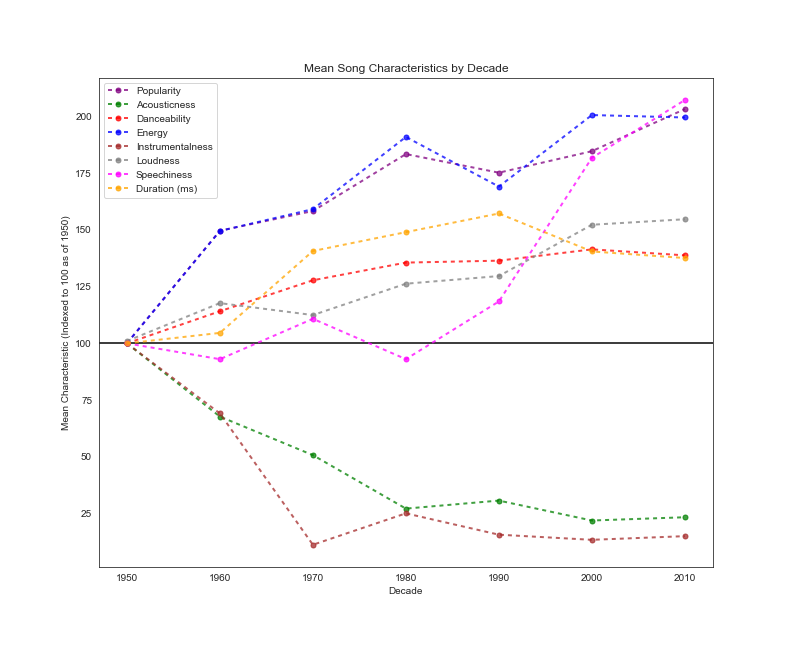 Mean Song Characteristics by Decade
Popularity
Acousticness
Danceability
Energy
Instrumentalness
Loudness
Speechiness
Duration (ms)
Mean Characteristic (Indexed to 100 as of 1950)
200
175
150
125
100
75
50
25
1950 1960 1970 1980 1990 2000 2010
Decade